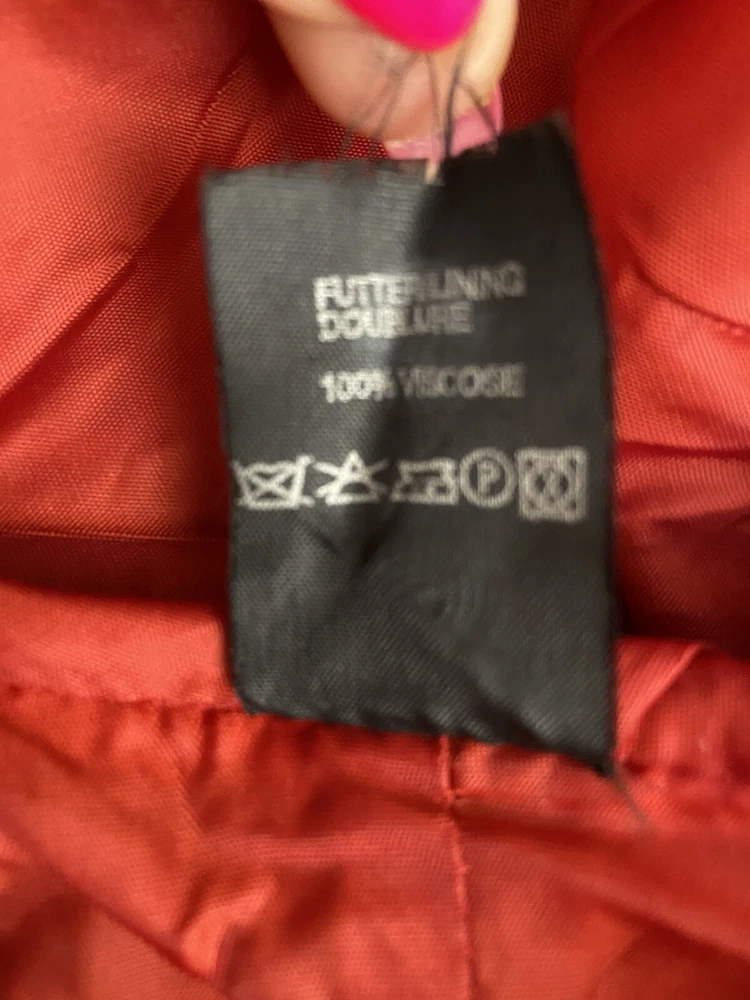 FUTTER/LINING
DOUBLURE
100% VISCOSE
P